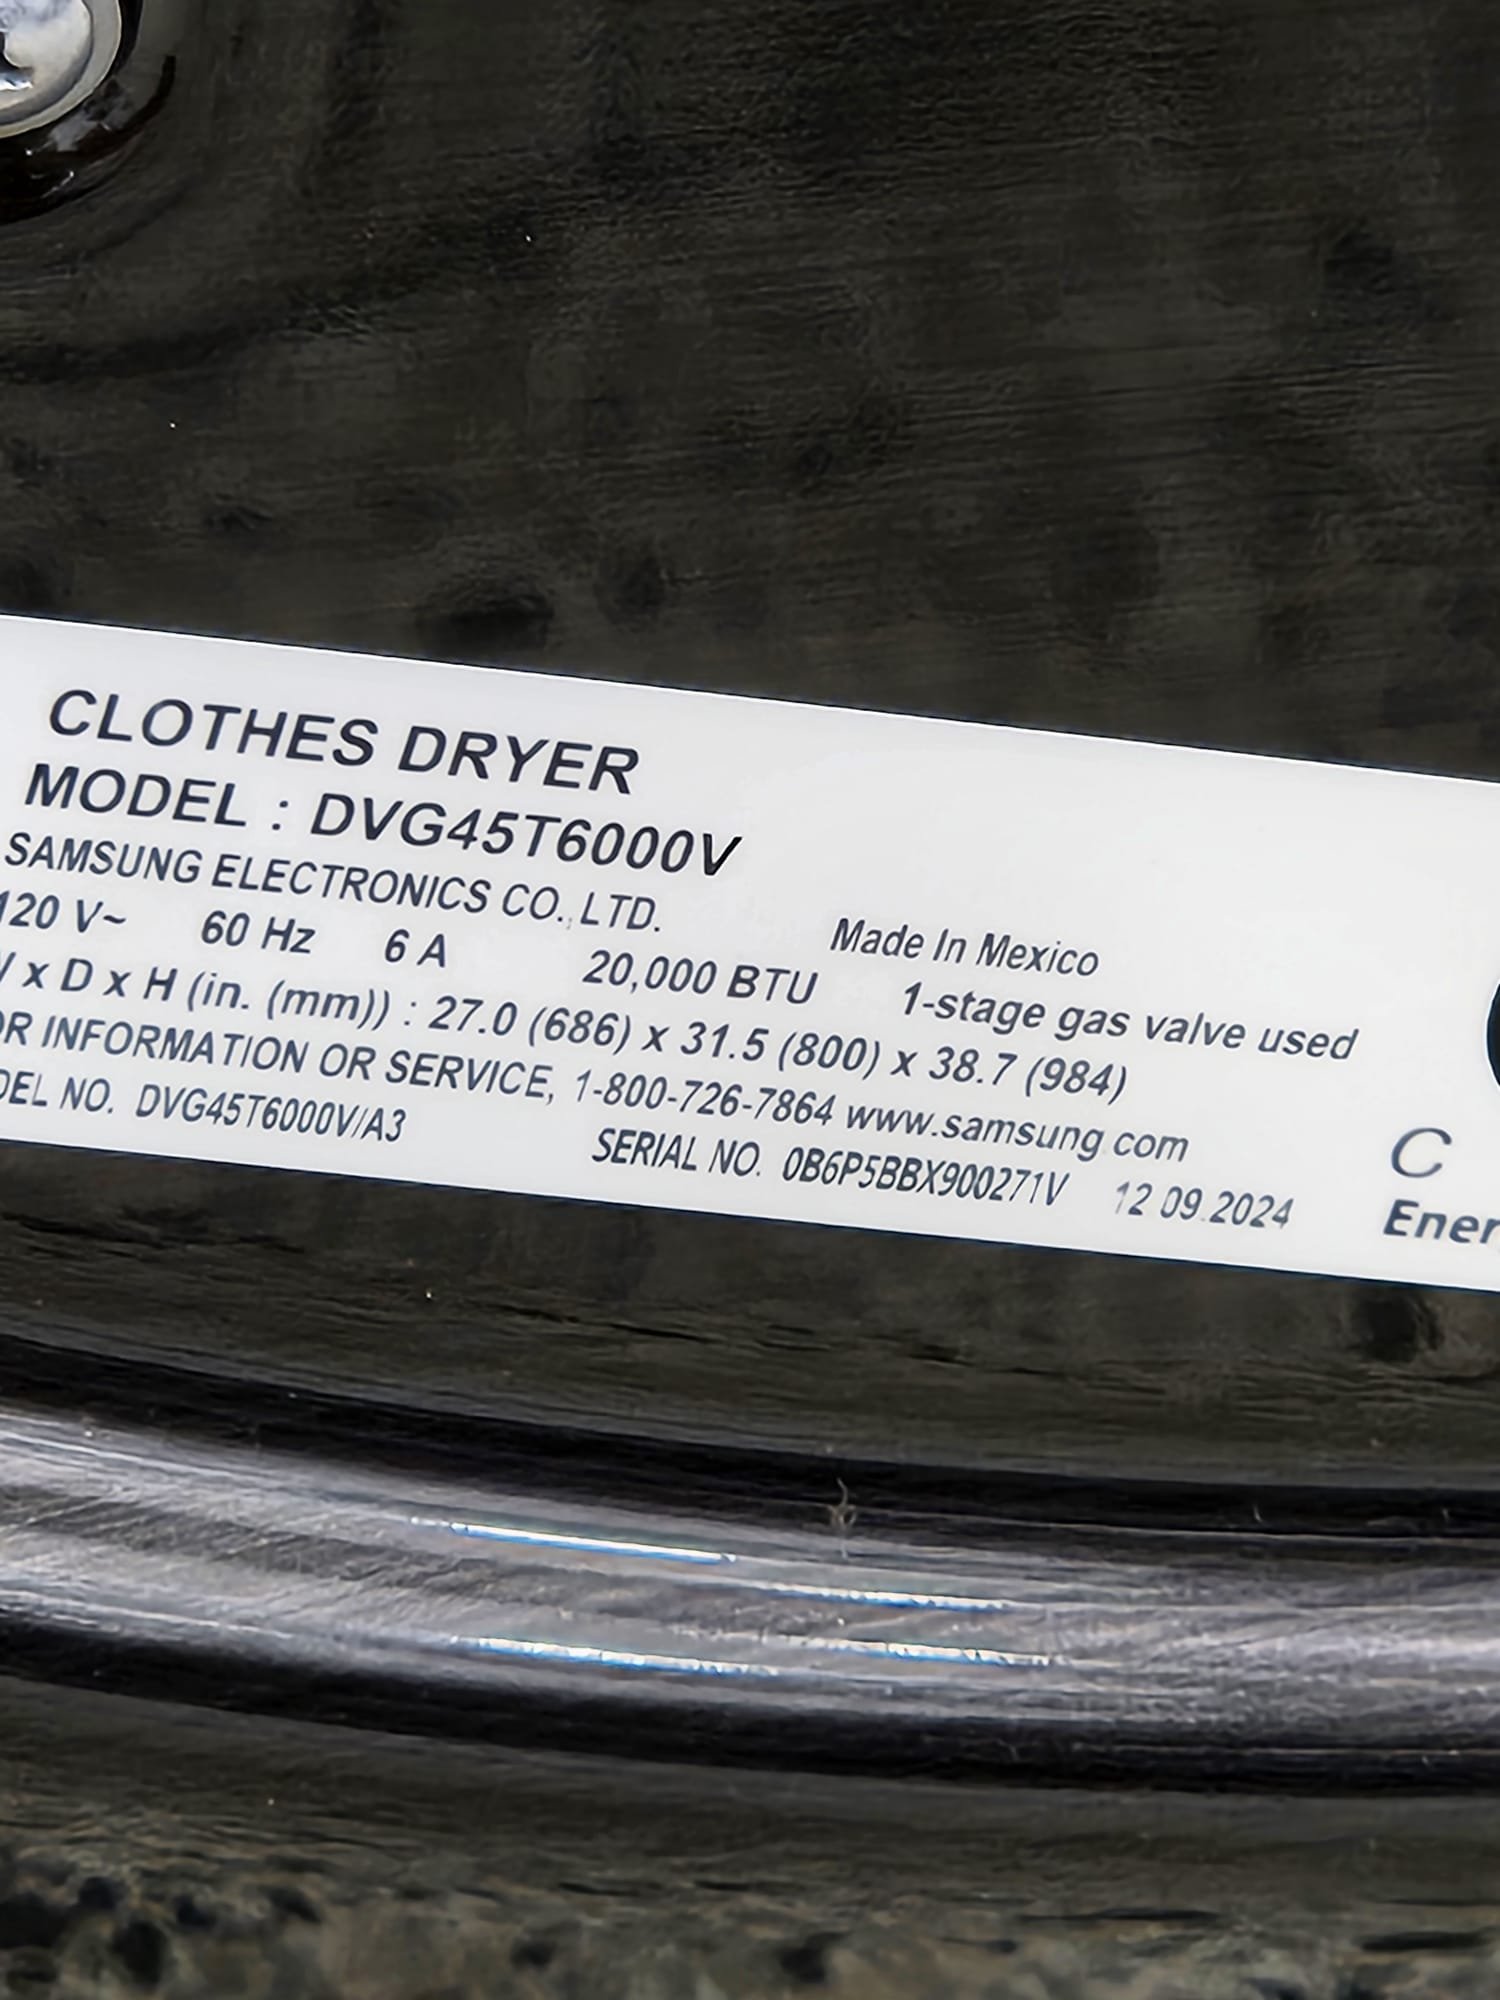 CLOTHES DRYER
MODEL : DVG45T6000V
SAMSUNG ELECTRONICS CO., LTD. Made In Mexico
120 V~ 60 Hz 6 A 20,000 BTU 1-stage gas valve used
x D x H (in. (mm)) : 27.0 (686) x 31.5 (800) x 38.7 (984)
OR INFORMATION OR SERVICE, 1-800-726-7864 www.samsung.com
DEL NO. DVG45T6000V/A3 SERIAL NO. 0B6P5BBX900271V 12.09.2024
C
Ener